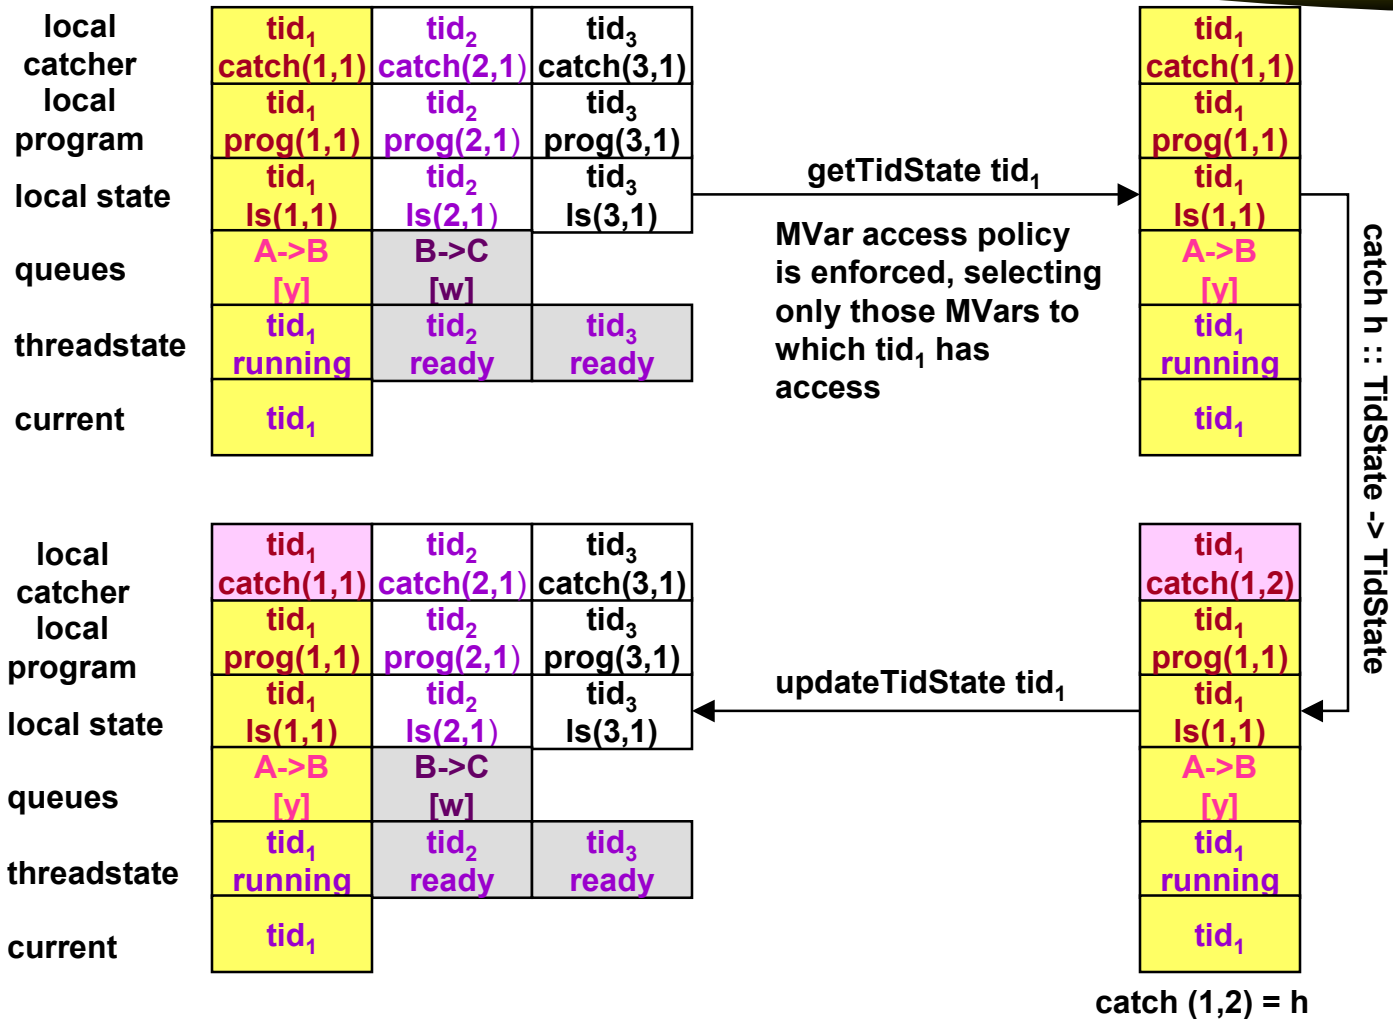 local
catcher
tid1 tid2 tid3
catch(1,1) catch(2,1) catch(3,1)
local
program
tid1 tid2 tid3
prog(1,1) prog(2,1) prog(3,1)
local state
tid1 tid2 tid3
ls(1,1) ls(2,1) ls(3,1)
queues
A->B B->C
[y] [w]
threadstate
tid1 tid2 tid3
running ready ready
current
tid1
getTidState tid1
MVar access policy
is enforced, selecting
only those MVars to
which tid1 has
access
tid1
catch(1,1)
tid1
prog(1,1)
tid1
ls(1,1)
A->B
[y]
tid1
running
tid1
catch h :: TidState -> TidState
local
catcher
tid1 tid2 tid3
catch(1,1) catch(2,1) catch(3,1)
local
program
tid1 tid2 tid3
prog(1,1) prog(2,1) prog(3,1)
local state
tid1 tid2 tid3
ls(1,1) ls(2,1) ls(3,1)
queues
A->B B->C
[y] [w]
threadstate
tid1 tid2 tid3
running ready ready
current
tid1
updateTidState tid1
tid1
catch(1,2)
tid1
prog(1,1)
tid1
ls(1,1)
A->B
[y]
tid1
running
tid1
catch (1,2) = h